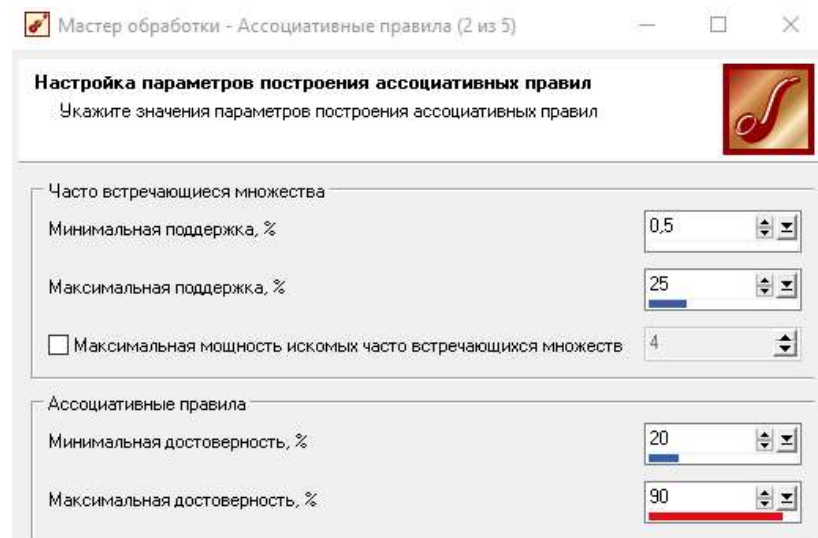 Мастер обработки - Ассоциативные правила (2 из 5)
Настройка параметров построения ассоциативных правил
Укажите значения параметров построения ассоциативных правил
Часто встречающиеся множества
Минимальная поддержка, % 0,5
Максимальная поддержка, % 25
Максимальная мощность искомых часто встречающихся множеств 4
Ассоциативные правила
Минимальная достоверность, % 20
Максимальная достоверность, % 90